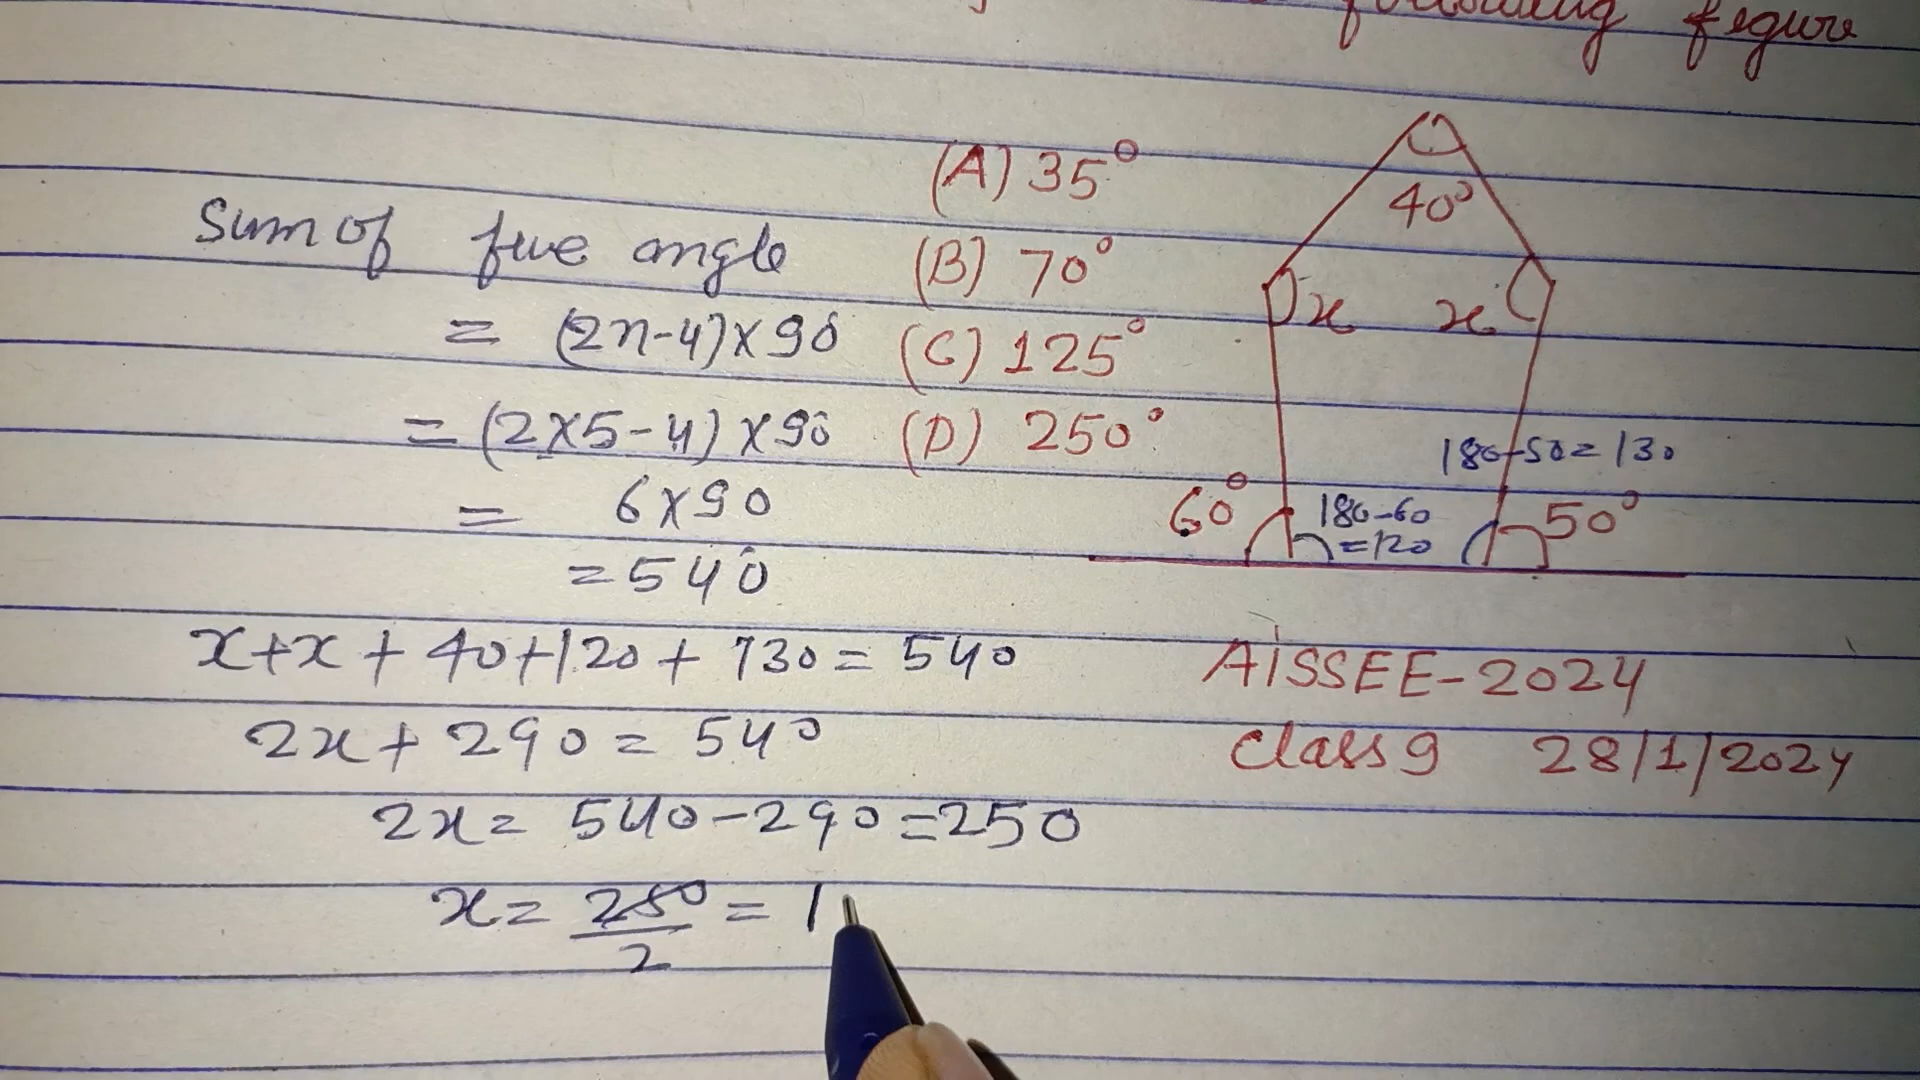 following figure
(A) 35°
40°
Sum of five angle
(B) 70°
x x
= (2n-4)×90
(C) 125°
= (2×5-4)×90
(D) 250°
180-50=130
= 6×90
60°
180-60
=120
50°
=540
x+x+40+120+130=540
AISSEE-2024
2x+290=540
Class 9 28/1/2024
2x=540-290=250
x=250/2=1